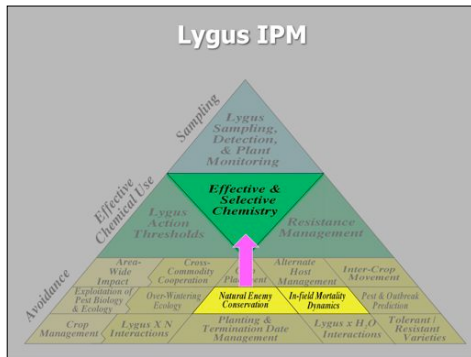 Lygus IPM
Sampling
Lygus
Sampling,
Detection,
& Plant
Monitoring
Effective
Chemical Use
Effective &
Selective
Chemistry
Lygus
Action
Thresholds
Resistance
Management
Avoidance
Area-
Wide
Impact
Cross-
Commodity
Cooperation
Alternate
Host
Management
Inter-Crop
Movement
Exploitation of
Pest Biology
& Ecology
Over-Wintering
Ecology
Natural Enemy
Conservation
In-field Mortality
Dynamics
Pest & Outbreak
Prediction
Crop
Management
Lygus X N
Interactions
Planting &
Termination Date
Management
Lygus x H2O
Interactions
Tolerant /
Resistant
Varieties